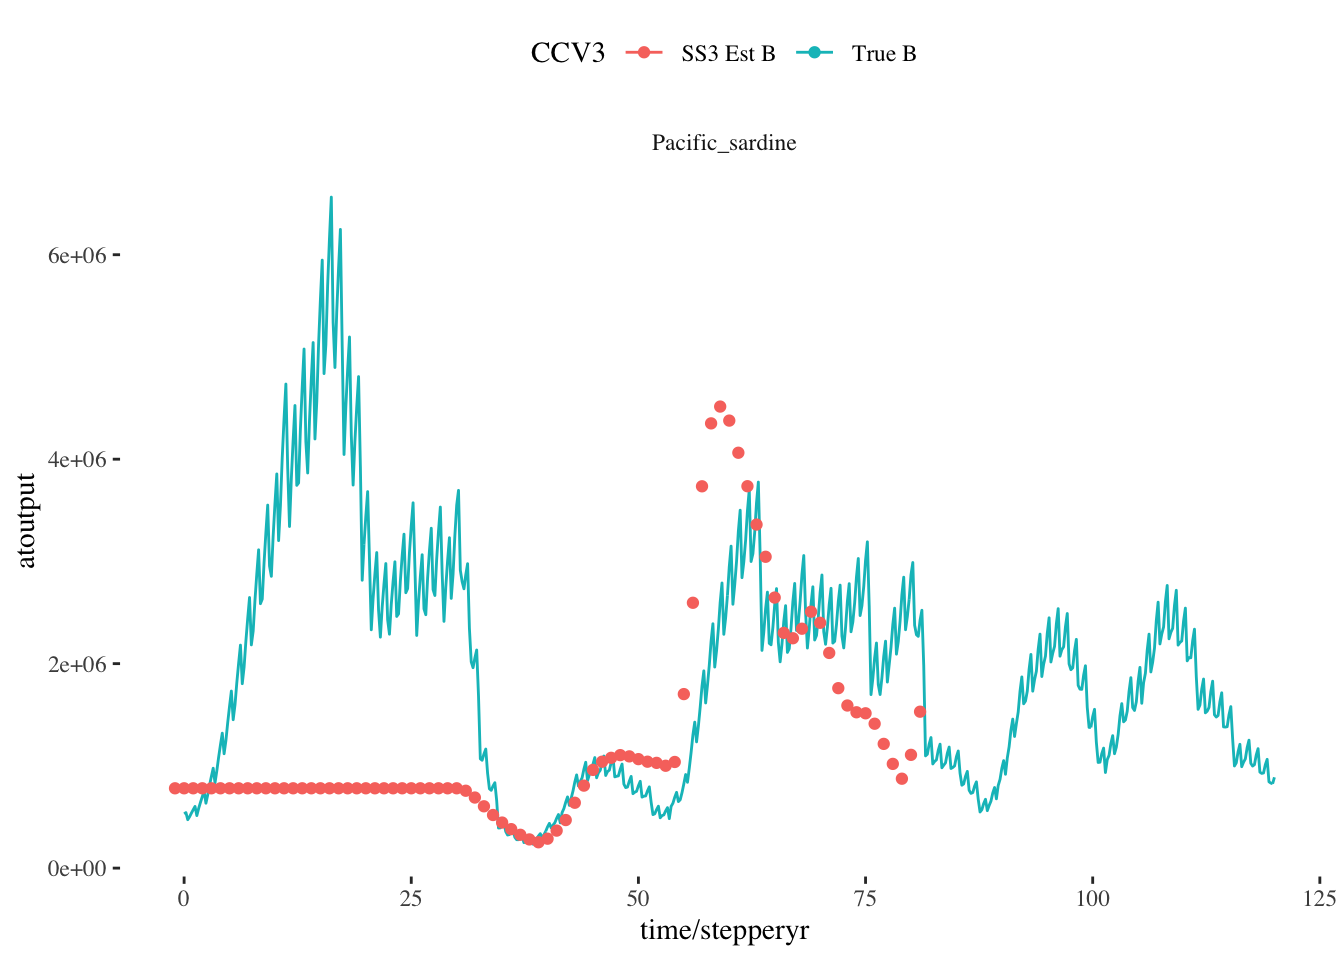 CCV3 SS3 Est B True B
Pacific_sardine
6e+06
4e+06
2e+06
0e+00
atoutput
0 25 50 75 100 125
time/stepperyr